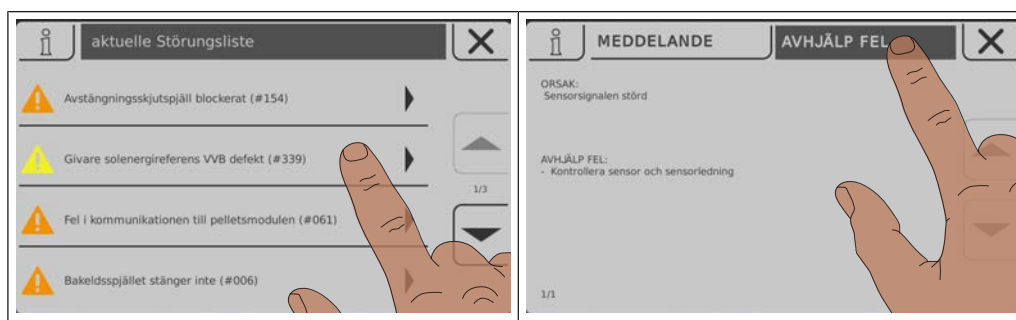 aktuelle Störungsliste
Avstängningsskjutspjäll blockerat (#154)
Givare solenergireferens VVB defekt (#339)
1/3
Fel i kommunikationen till pelletsmodulen (#061)
Bakeldsspjället stänger inte (#006)
MEDDELANDE
AVHJÄLP FEL
ORSAK:
Sensorsignalen störd
AVHJÄLP FEL:
- Kontrollera sensor och sensorledning
1/1